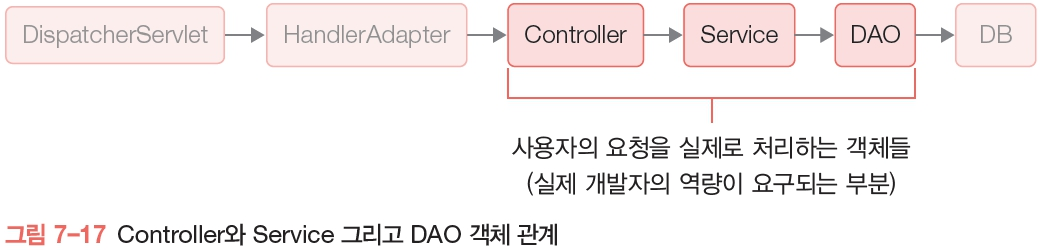 DispatcherServlet
HandlerAdapter
Controller
Service
DAO
DB
사용자의 요청을 실제로 처리하는 객체들
(실제 개발자의 역량이 요구되는 부분)
그림 7-17 Controller와 Service 그리고 DAO 객체 관계